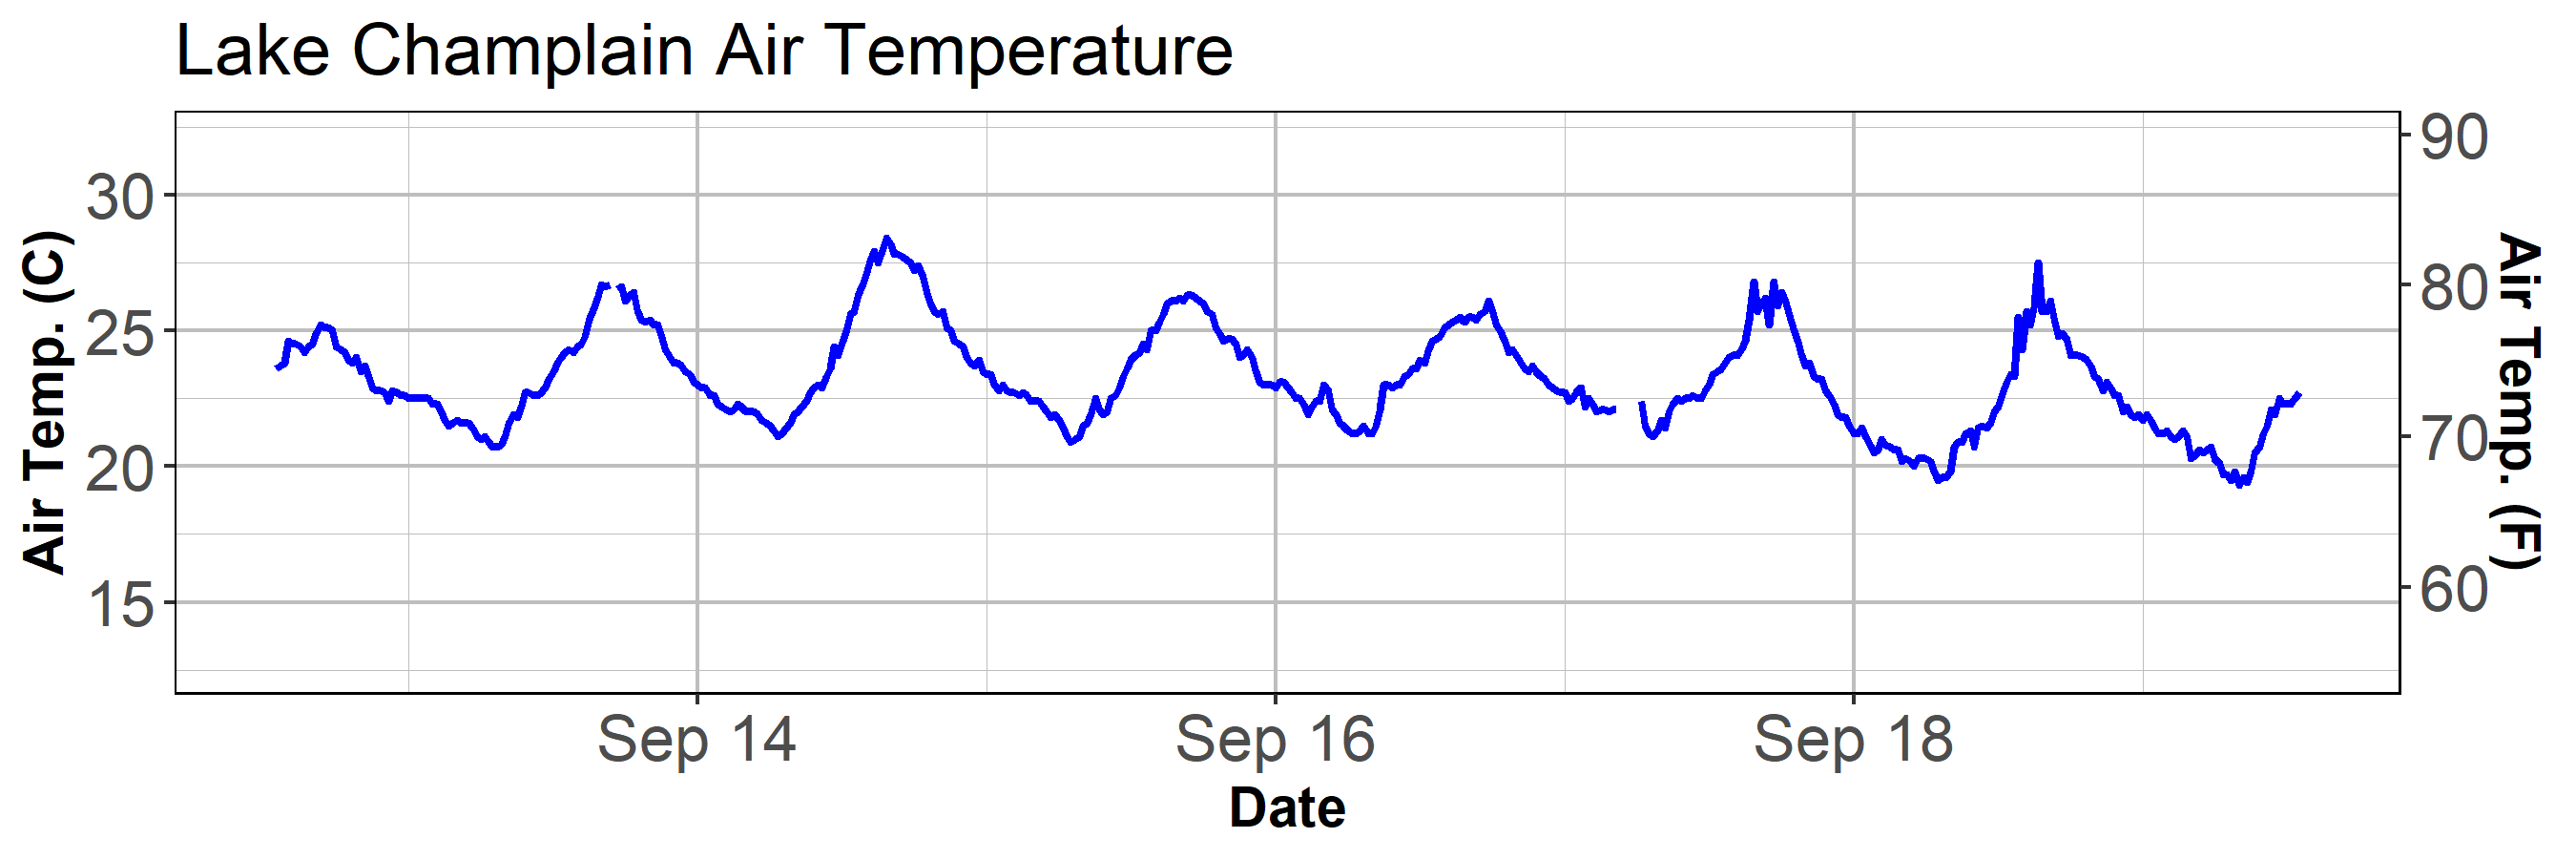 Lake Champlain Air Temperature
Air Temp. (C)
30
25
20
15
90
80
70
60
Air Temp. (F)
Sep 14
Sep 16
Sep 18
Date